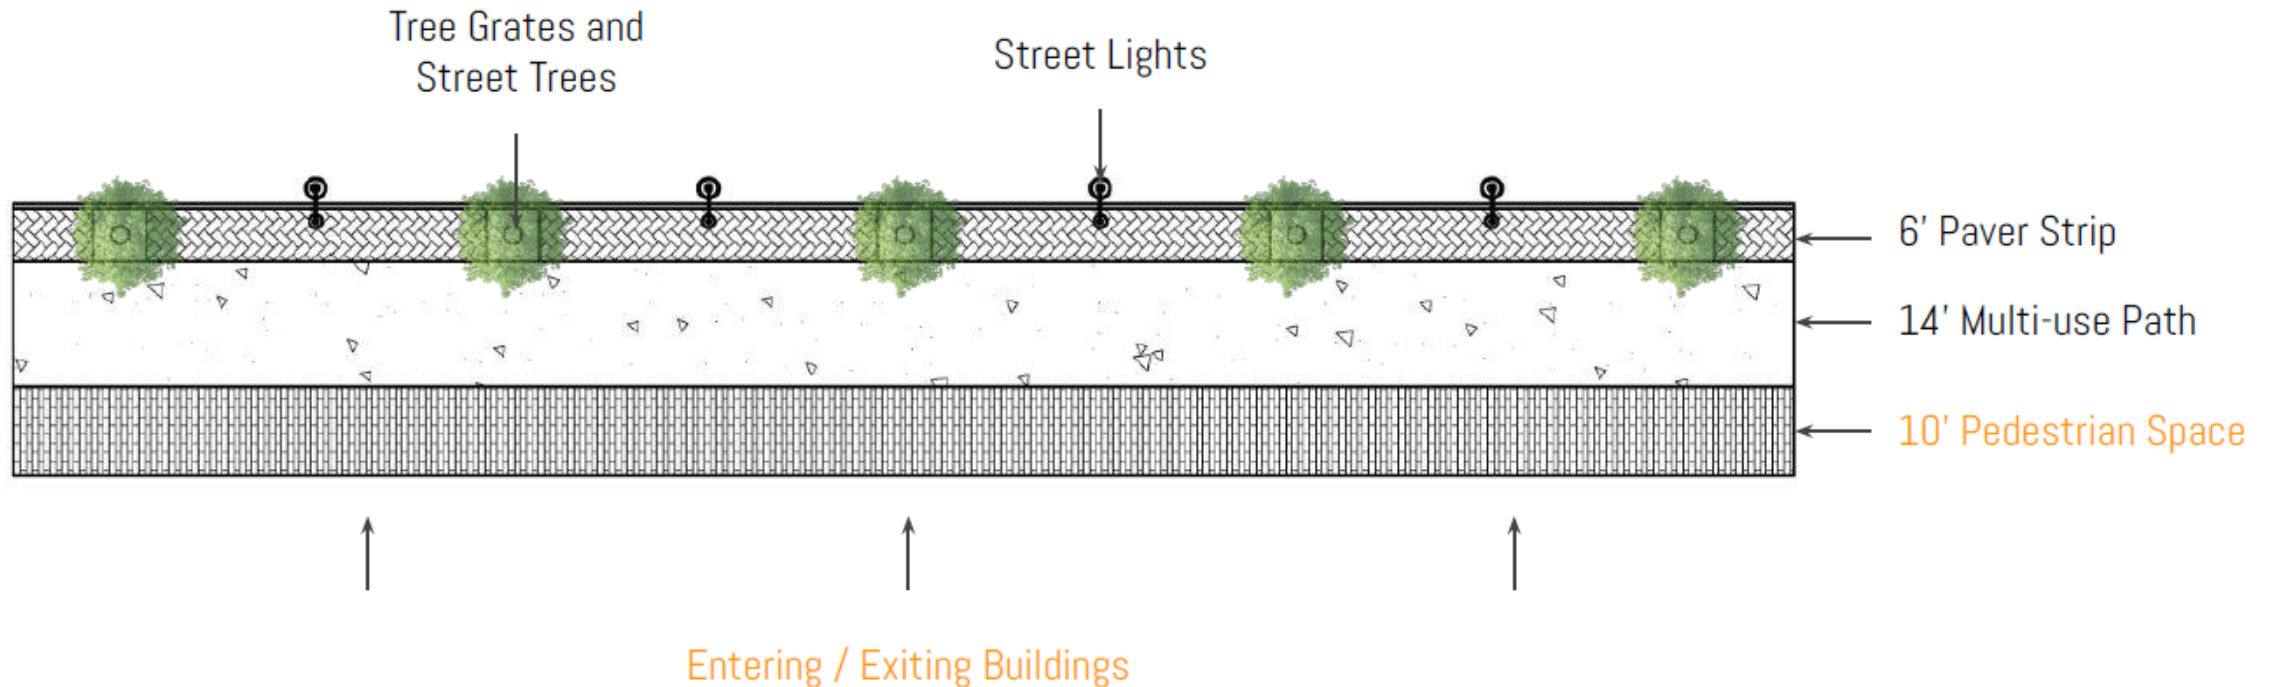 Tree Grates and
Street Trees
Street Lights
6' Paver Strip
14' Multi-use Path
10' Pedestrian Space
Entering / Exiting Buildings